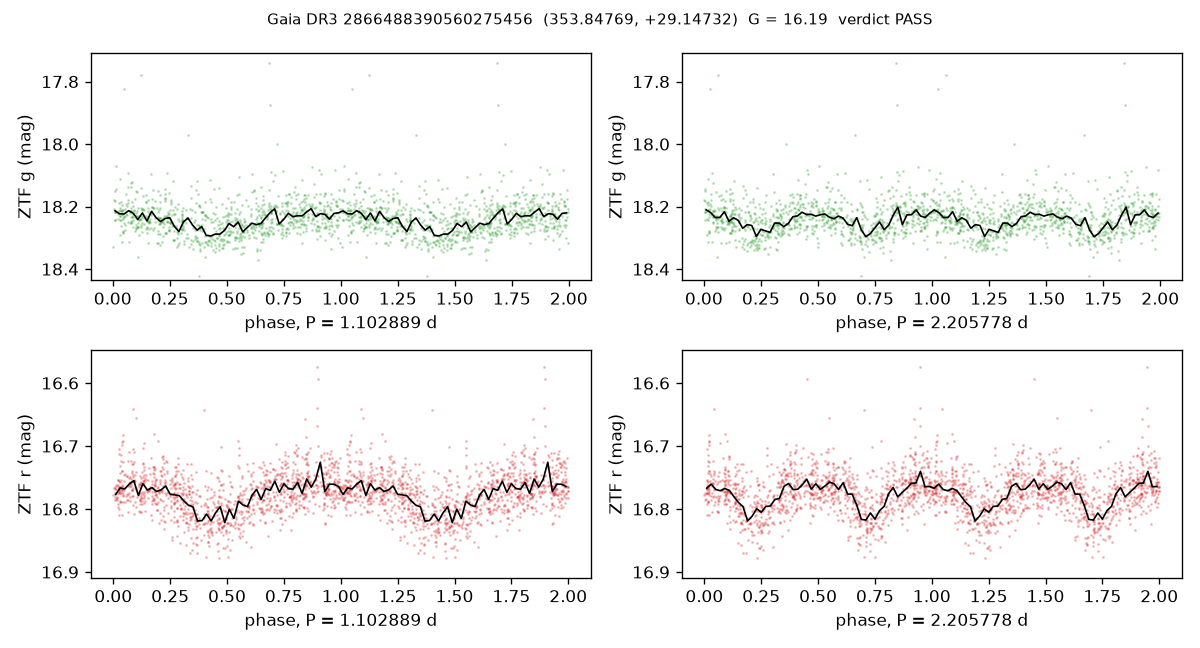 Gaia DR3 2866488390560275456 (353.84769, +29.14732) G = 16.19 verdict PASS
ZTF g (mag)
17.8
18.0
18.2
18.4
0.00 0.25 0.50 0.75 1.00 1.25 1.50 1.75 2.00
phase, P = 1.102889 d
ZTF g (mag)
17.8
18.0
18.2
18.4
0.00 0.25 0.50 0.75 1.00 1.25 1.50 1.75 2.00
phase, P = 2.205778 d
ZTF r (mag)
16.6
16.7
16.8
16.9
0.00 0.25 0.50 0.75 1.00 1.25 1.50 1.75 2.00
phase, P = 1.102889 d
ZTF r (mag)
16.6
16.7
16.8
16.9
0.00 0.25 0.50 0.75 1.00 1.25 1.50 1.75 2.00
phase, P = 2.205778 d